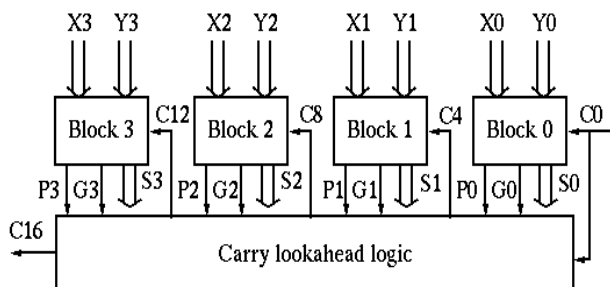 X3 Y3 X2 Y2 X1 Y1 X0 Y0
C12 C8 C4 C0
Block 3 Block 2 Block 1 Block 0
P3 G3 S3 P2 G2 S2 P1 G1 S1 P0 G0 S0
C16
Carry lookahead logic